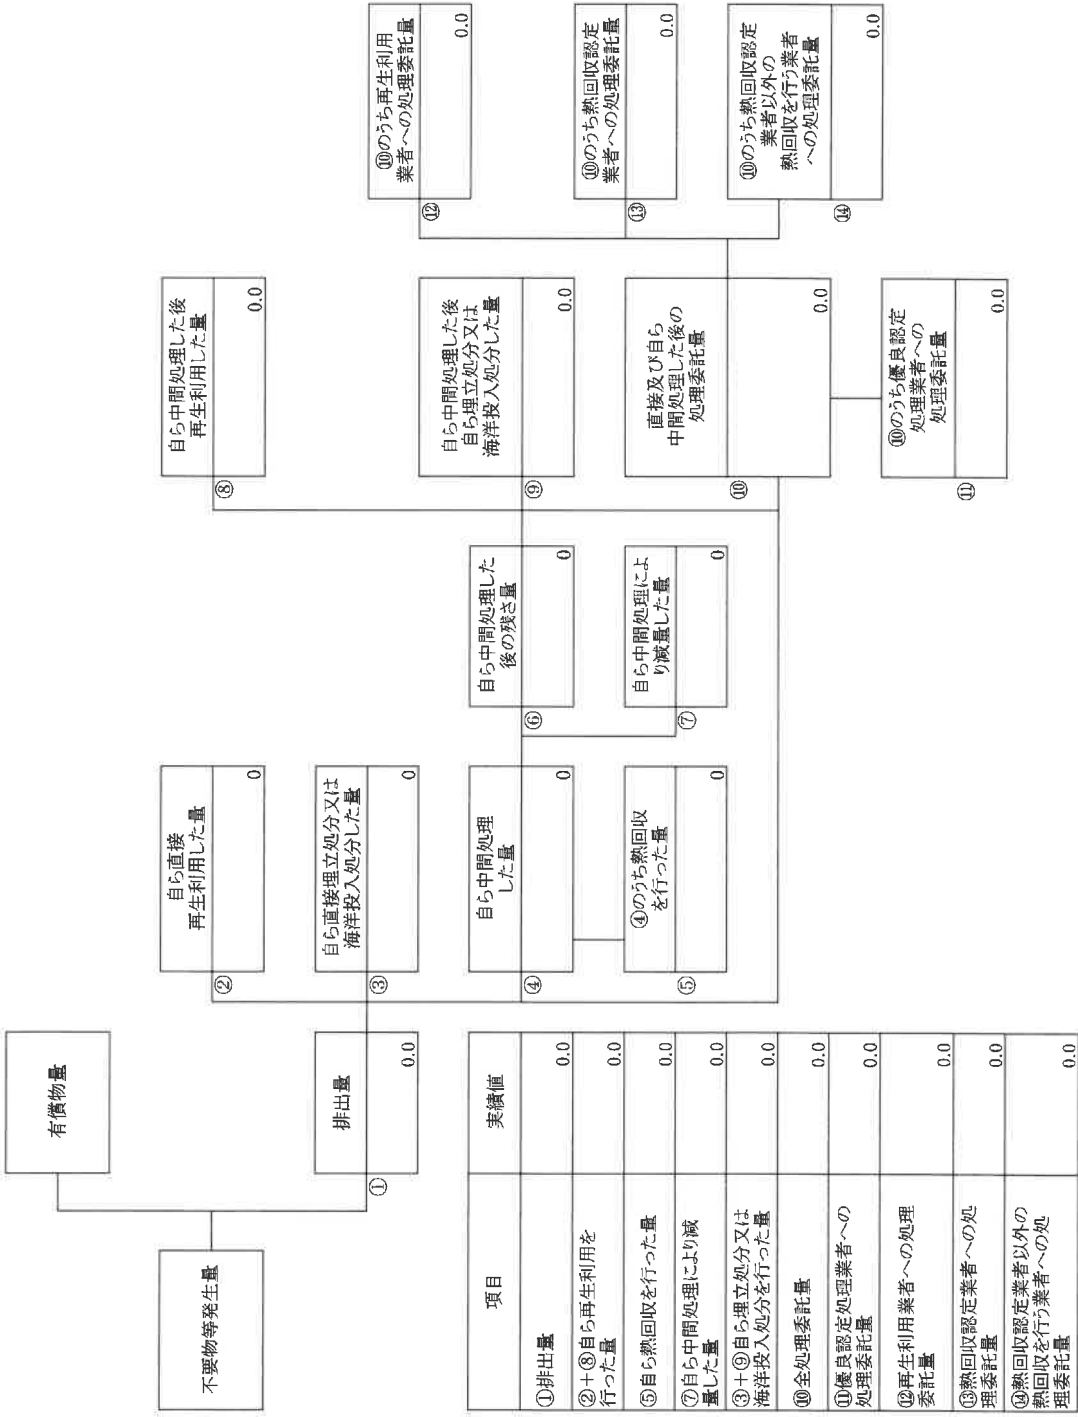 不要物等発生量
有償物量
排出量
①
0.0
②
自ら直接
再生利用した量
0
③
自ら直接埋立処分又は
海洋投入処分した量
0
④
自ら中間処理
した量
0
⑤
④のうち熱回収
を行った量
0
⑥
自ら中間処理した
後の残さ量
0
⑦
自ら中間処理によ
り減量した量
0
⑧
自ら中間処理した後
再生利用した量
0.0
⑨
自ら中間処理した後
自ら埋立処分又は
海洋投入処分した量
0.0
⑩
直接及び自ら
中間処理した後の
処理委託量
0.0
⑪
⑩のうち優良認定
処理業者への
処理委託量
0.0
⑫
⑩のうち再生利用
業者への処理委託量
0.0
⑬
⑩のうち熱回収認定
業者への処理委託量
0.0
⑭
⑩のうち熱回収認定
業者以外の
熱回収を行う業者
への処理委託量
0.0
項目 実績値
①排出量 0.0
②+⑧自ら再生利用を
行った量 0.0
⑤自ら熱回収を行った量 0.0
⑦自ら中間処理により減
量した量 0.0
③+⑨自ら埋立処分又は
海洋投入処分を行った量 0.0
⑩全処理委託量 0.0
⑪優良認定処理業者への
処理委託量 0.0
⑫再生利用業者への処理
委託量 0.0
⑬熱回収認定業者への処
理委託量 0.0
⑭熱回収認定業者以外の
熱回収を行う業者への処
理委託量 0.0